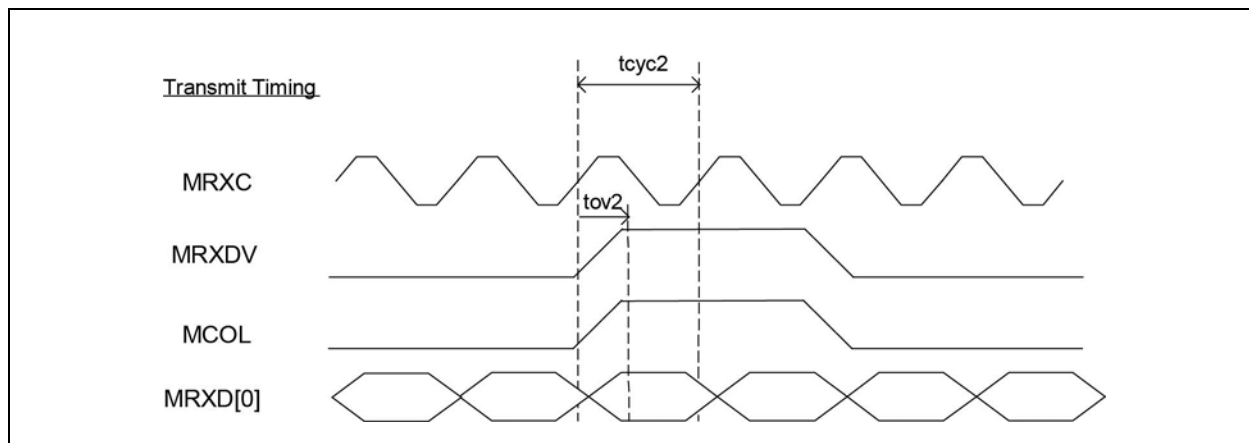 tcyc2
Transmit Timing
MRXC
tov2
MRXDV
MCOL
MRXD[0]